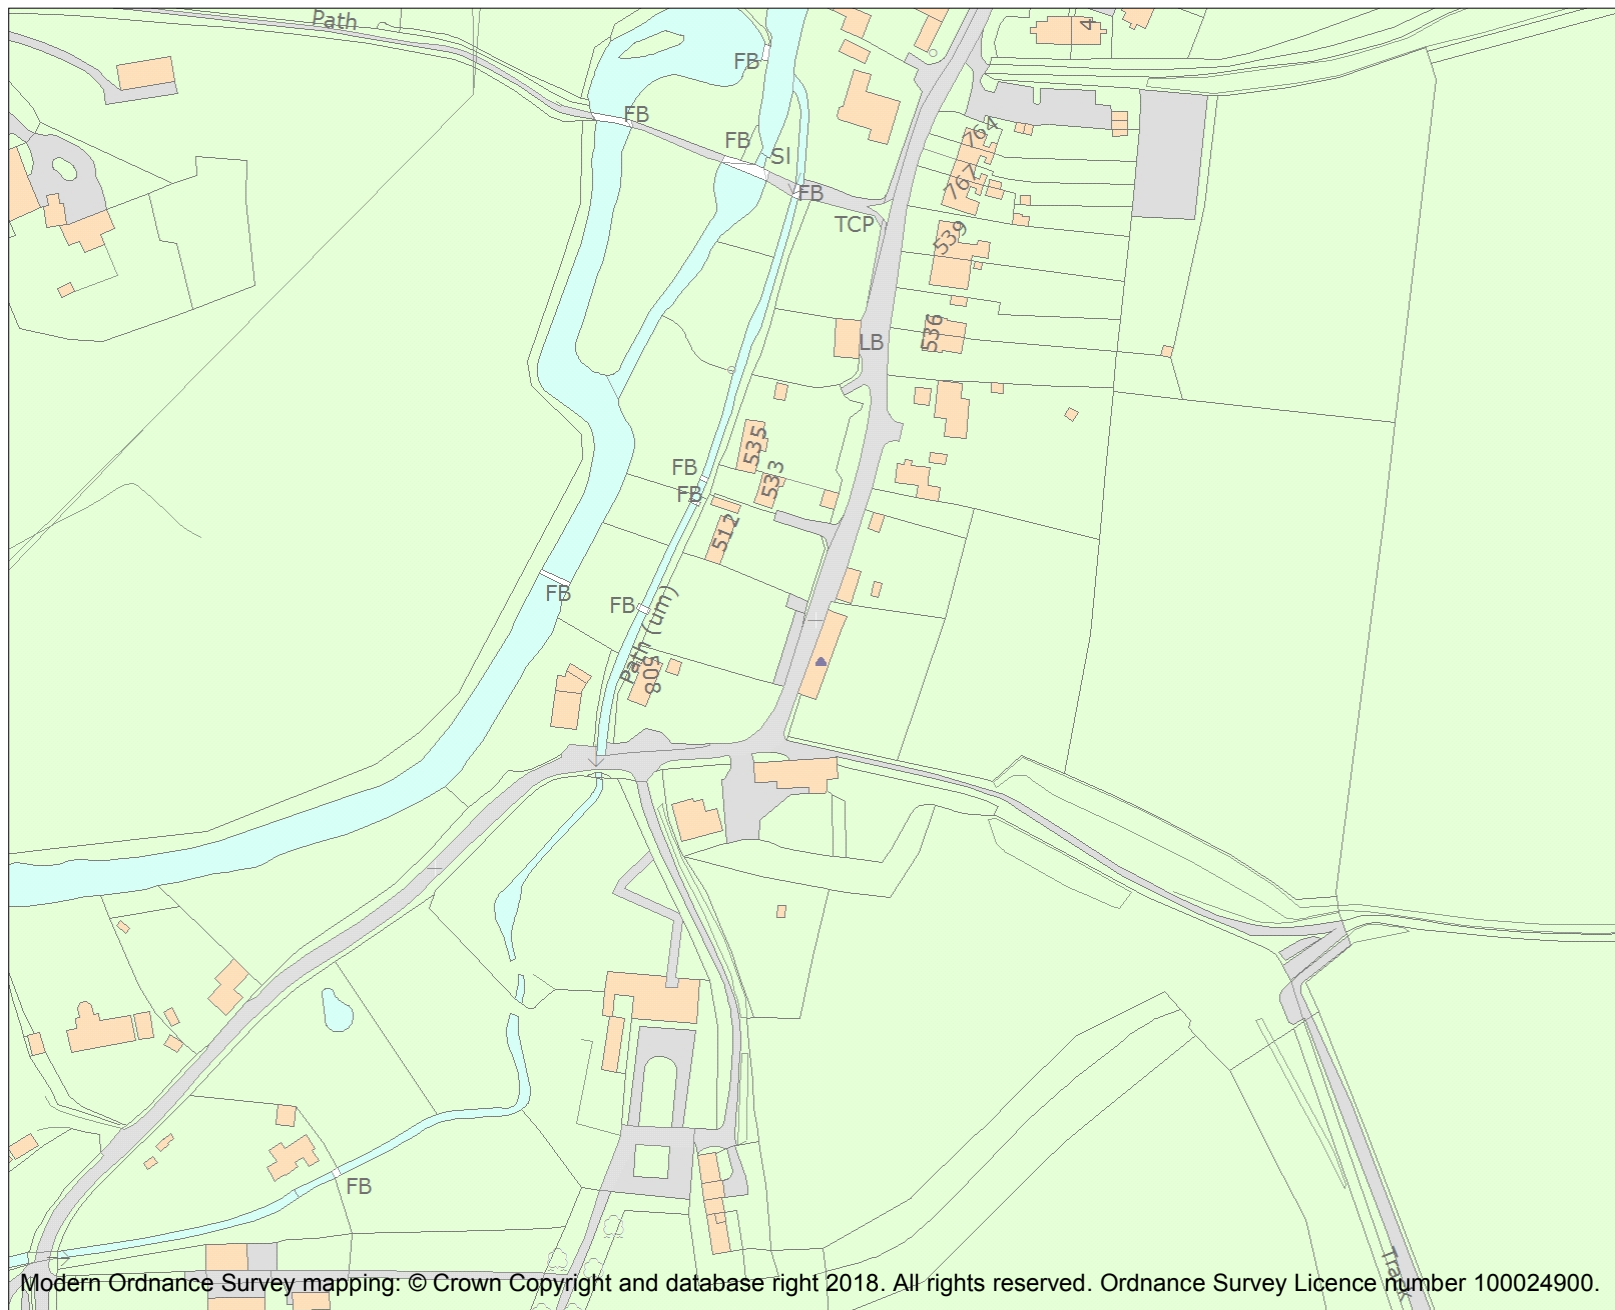 Path
4
FB
FB
FB
Sl
FB
TCP
764
767
539
536
LB
535
533
FB
FB
512
FB
FB
Path (um)
508
FB
Track
Modern Ordnance Survey mapping: © Crown Copyright and database right 2018. All rights reserved. Ordnance Survey Licence number 100024900.